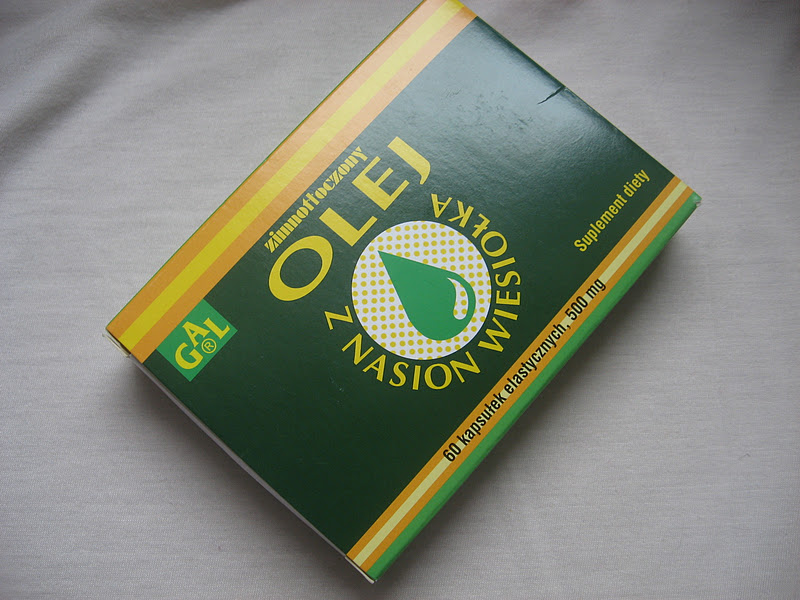 zimnotłoczony
OLEJ
Z NASION WIESIOŁKA
Suplement diety
60 kapsułek elastycznych, 500 mg
GAL®